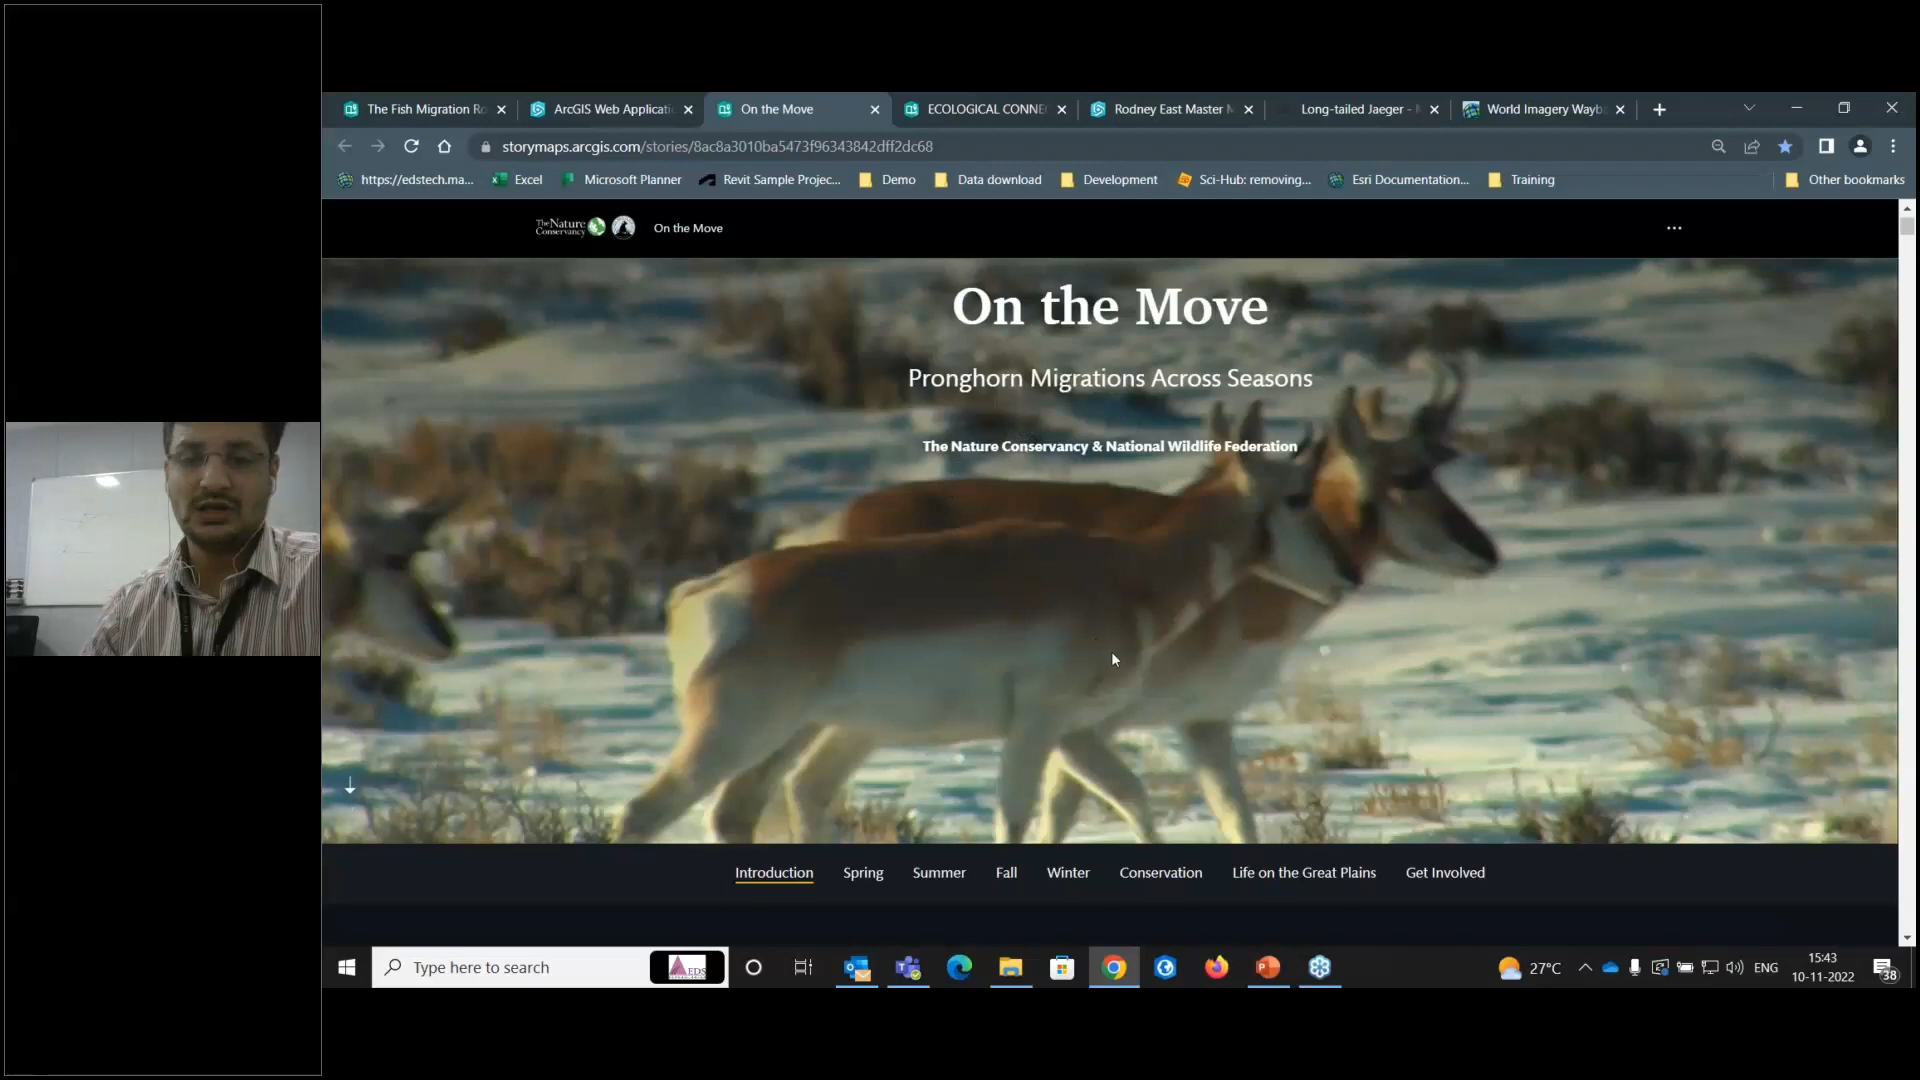 The Fish Migration Ro
ArcGIS Web Applicati
On the Move
ECOLOGICAL CONNE
Rodney East Master
Long-tailed Jaeger -
World Imagery Wayb
storymaps.arcgis.com/stories/8ac8a3010ba5473f96343842dff2dc68
https://edstech.ma...
Excel
Microsoft Planner
Revit Sample Projec...
Demo
Data download
Development
Sci-Hub: removing...
Esri Documentation...
Training
Other bookmarks
The Nature
Conservancy
On the Move
On the Move
Pronghorn Migrations Across Seasons
The Nature Conservancy & National Wildlife Federation
Introduction
Spring
Summer
Fall
Winter
Conservation
Life on the Great Plains
Get Involved
Type here to search
27°C
ENG
15:43
10-11-2022
38